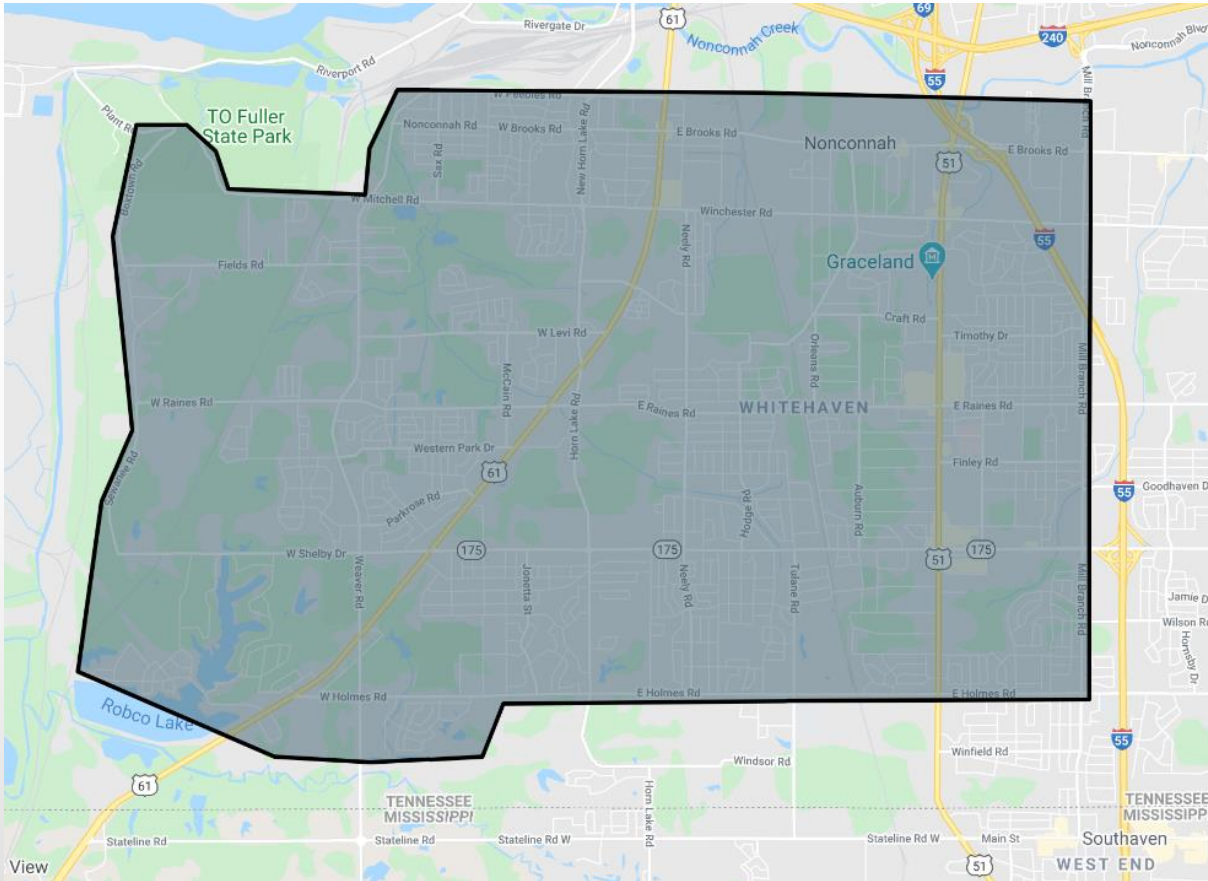 69
61
Rivergate Dr
Nonconnah Creek
240
Nonconnah Blv
Riverport Rd
55
Mill Branch Rd
Plant R
TO Fuller
State Park
W Peebles Rd
Nonconnah Rd
W Brooks Rd
New Horn Lake Rd
E Brooks Rd
Nonconnah
E Brooks Rd
51
Sax Rd
Boxtown Rd
W Mitchell Rd
Winchester Rd
Neely Rd
55
Fields Rd
Graceland
Craft Rd
W Levi Rd
Timothy Dr
Orleans Rd
McCain Rd
Mill Branch Rd
W Raines Rd
Horn Lake Rd
E Raines Rd
WHITEHAVEN
E Raines Rd
Western Park Dr
61
Finley Rd
Sewanee Rd
Goodhaven D
55
Parkrose Rd
Hodge Rd
Auburn Rd
W Shelby Dr
175
175
51
175
Weaver Rd
Jonetta St
Neely Rd
Tulane Rd
Mill Branch Rd
Jamie D
Wilson R
Hornsby Dr
W Holmes Rd
E Holmes Rd
E Holmes Rd
Robco Lake
55
Winfield Rd
Windsor Rd
61
Horn Lake Rd
TENNESSEE
MISSISSIPPI
TENNESSEE
MISSISSIPPI
Stateline Rd
Stateline Rd
Stateline Rd W
Stateline Rd W
Main St
Southaven
View
51
WEST END